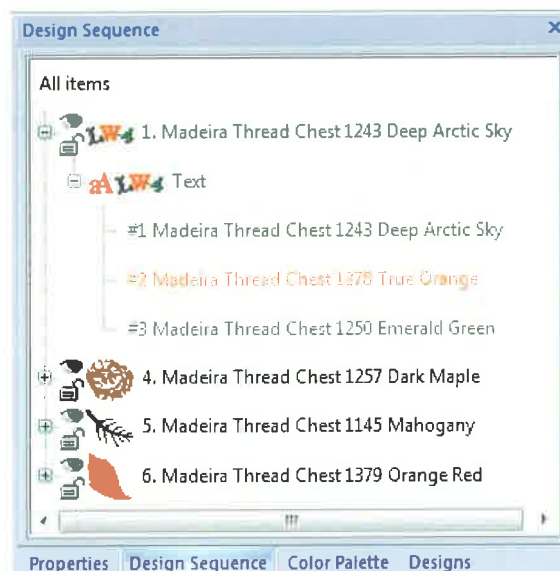 Design Sequence
All items
1. Madeira Thread Chest 1243 Deep Arctic Sky
Text
#1 Madeira Thread Chest 1243 Deep Arctic Sky
#2 Madeira Thread Chest 1378 True Orange
#3 Madeira Thread Chest 1250 Emerald Green
4. Madeira Thread Chest 1257 Dark Maple
5. Madeira Thread Chest 1145 Mahogany
6. Madeira Thread Chest 1379 Orange Red
Properties Design Sequence Color Palette Designs